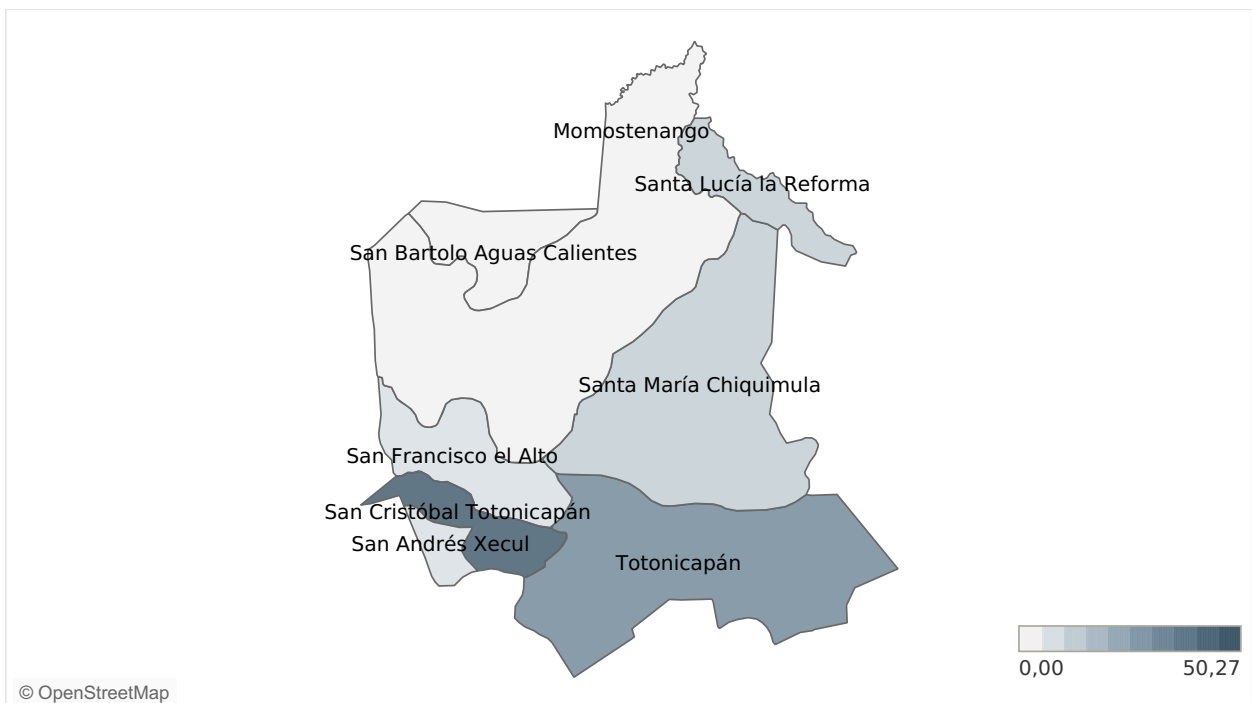 Momostenango
Santa Lucía la Reforma
San Bartolo Aguas Calientes
Santa María Chiquimula
San Francisco el Alto
San Cristóbal Totonicapán
San Andrés Xecul
Totonicapán
0,00 50,27
© OpenStreetMap